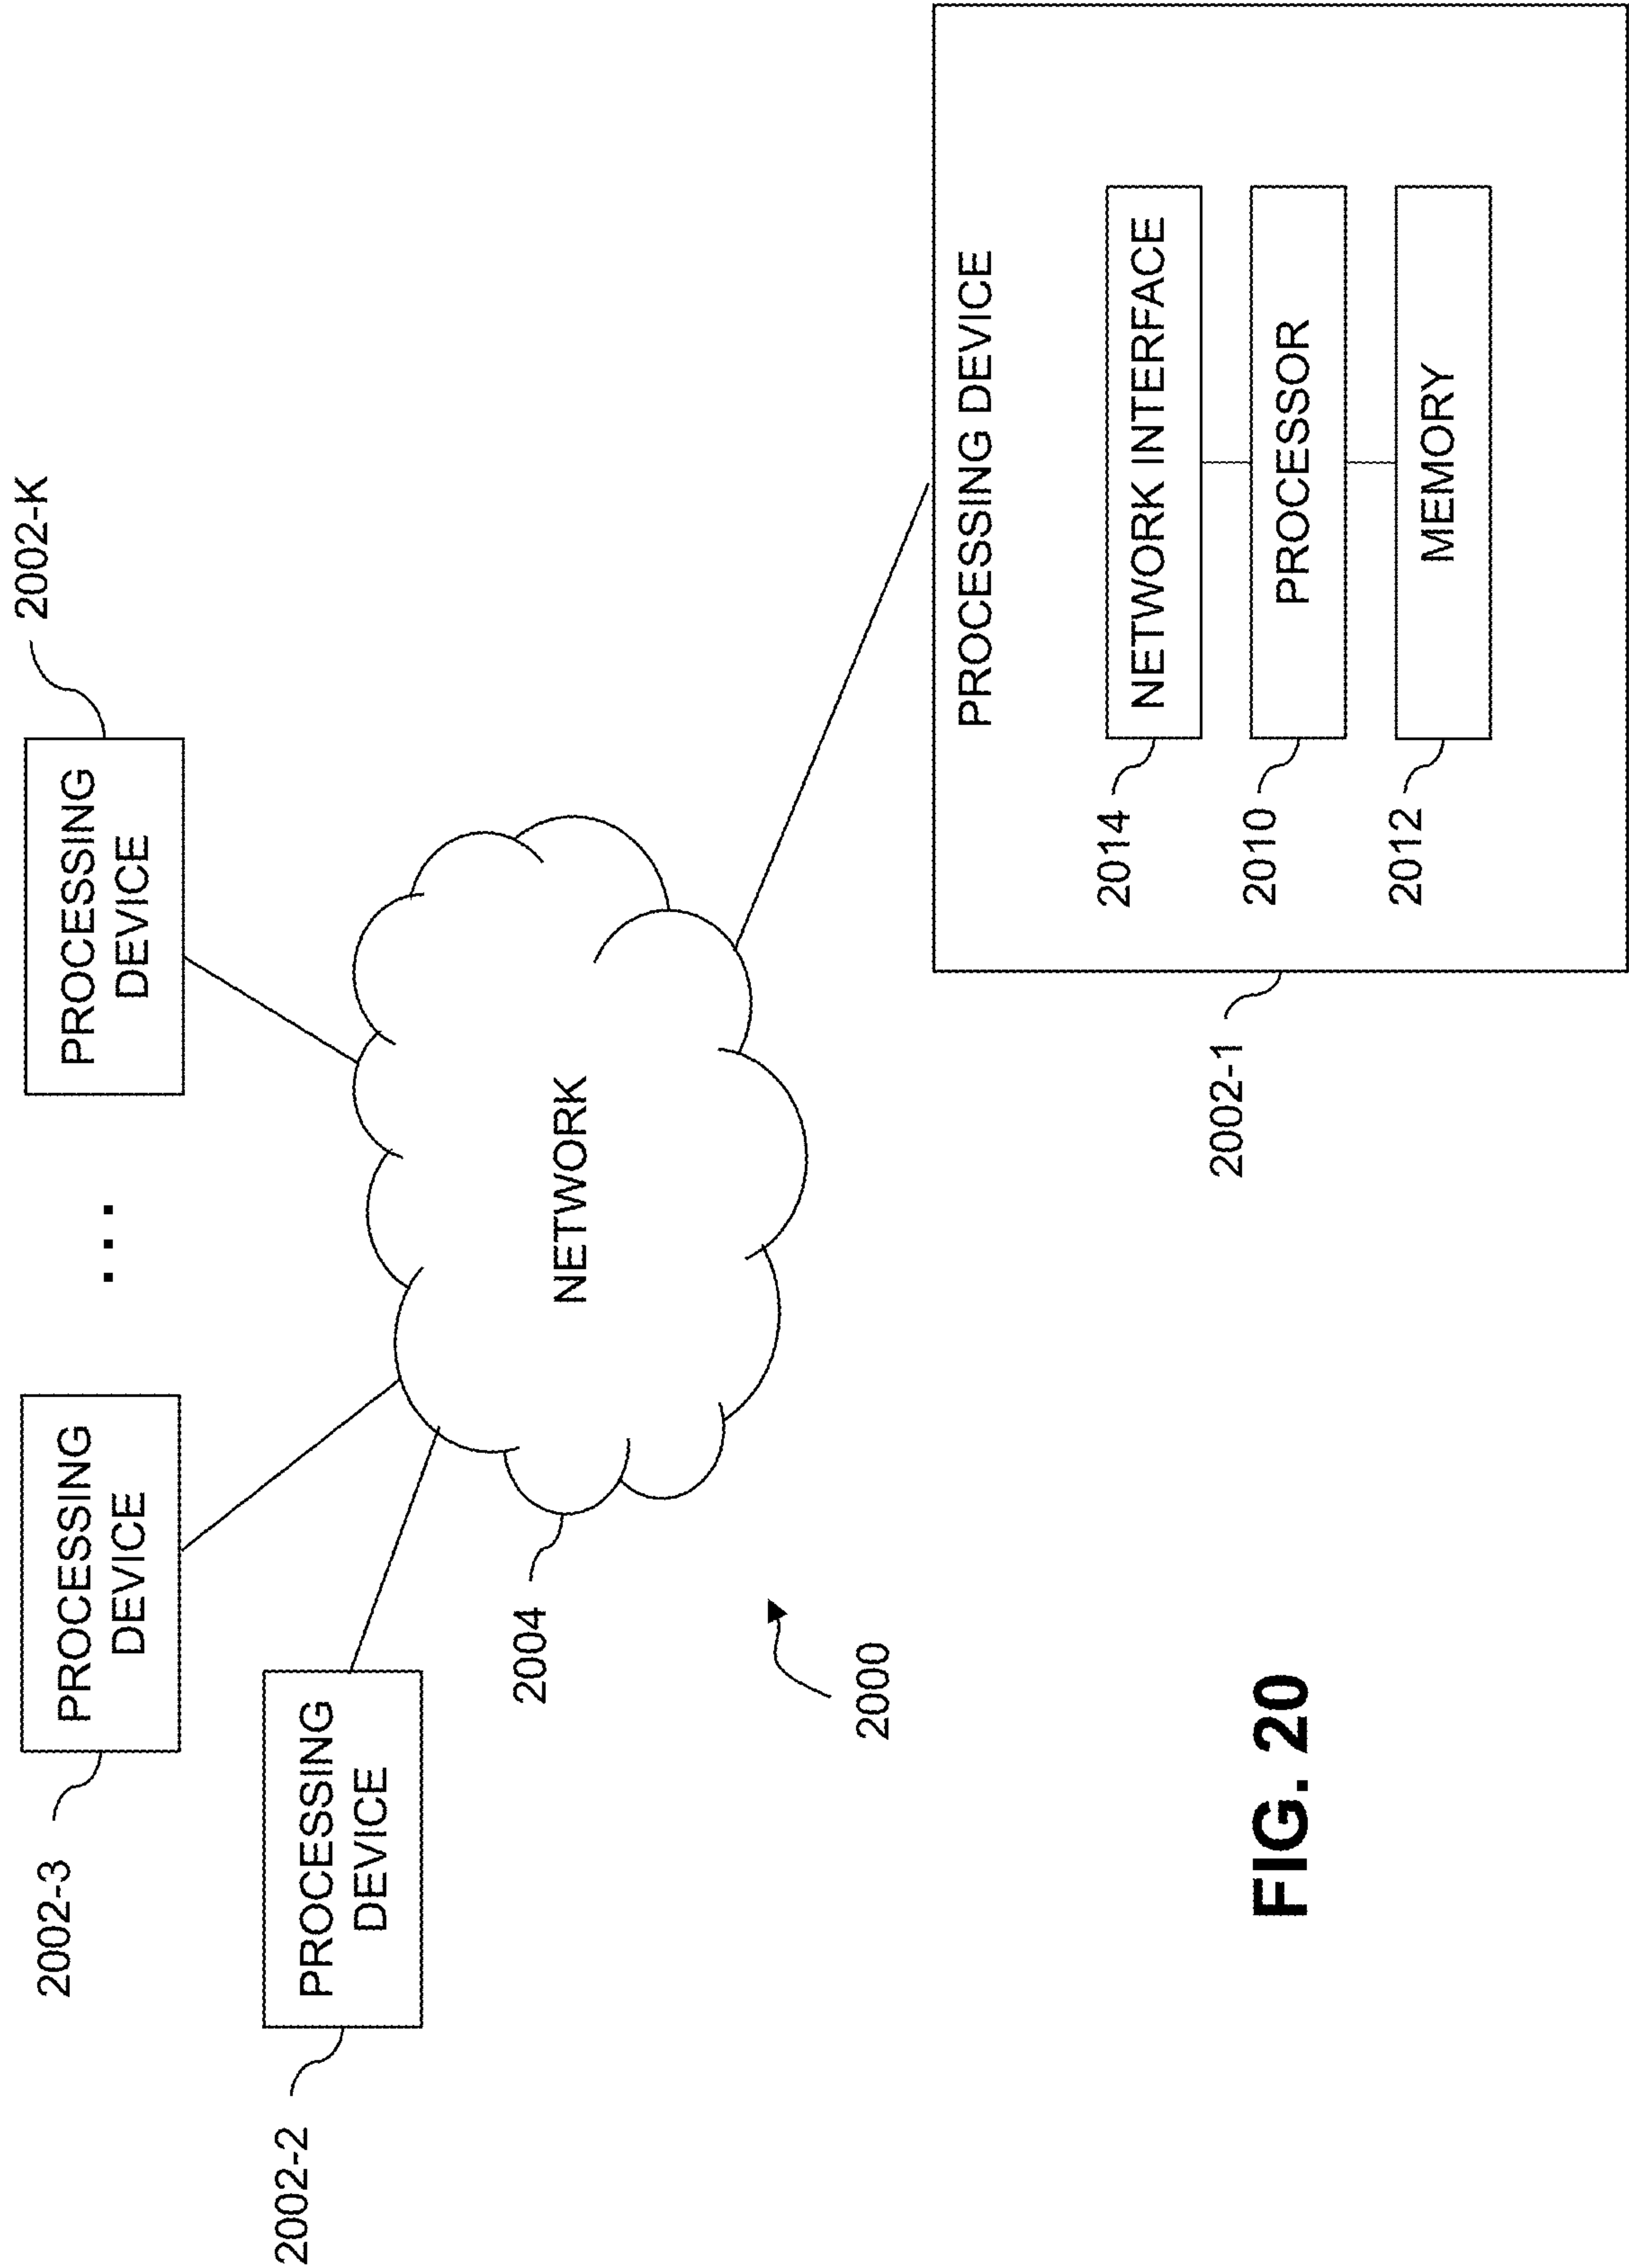 2002-2
PROCESSING
DEVICE
2002-3
PROCESSING
DEVICE
...
PROCESSING
DEVICE
2002-K
2004
NETWORK
2000
PROCESSING DEVICE
2002-1
2014
NETWORK INTERFACE
2010
PROCESSOR
2012
MEMORY
FIG. 20